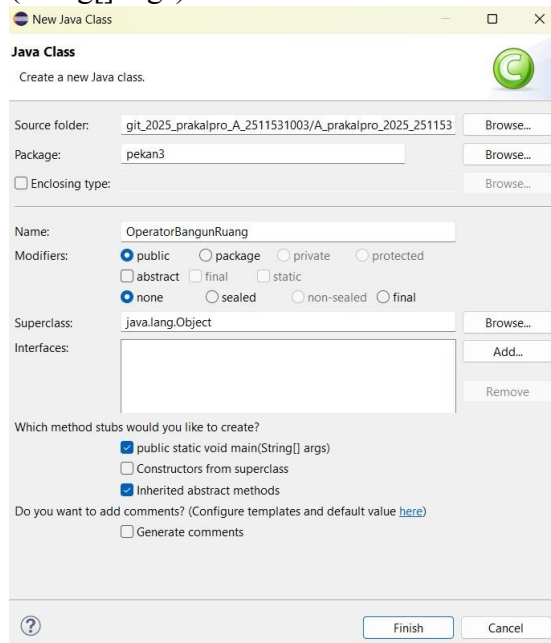 New Java Class
Java Class
Create a new Java class.
C
Source folder: git_2025_prakalpro_A_2511531003/A_prakalpro_2025_251153 Browse...
Package: pekan3 Browse...
Enclosing type: Browse...
Name: OperatorBangunRuang
Modifiers: public package private protected
abstract final static
none sealed non-sealed final
Superclass: java.lang.Object Browse...
Interfaces: Add...
Remove
Which method stubs would you like to create?
public static void main(String[] args)
Constructors from superclass
Inherited abstract methods
Do you want to add comments? (Configure templates and default value here)
Generate comments
? Finish Cancel